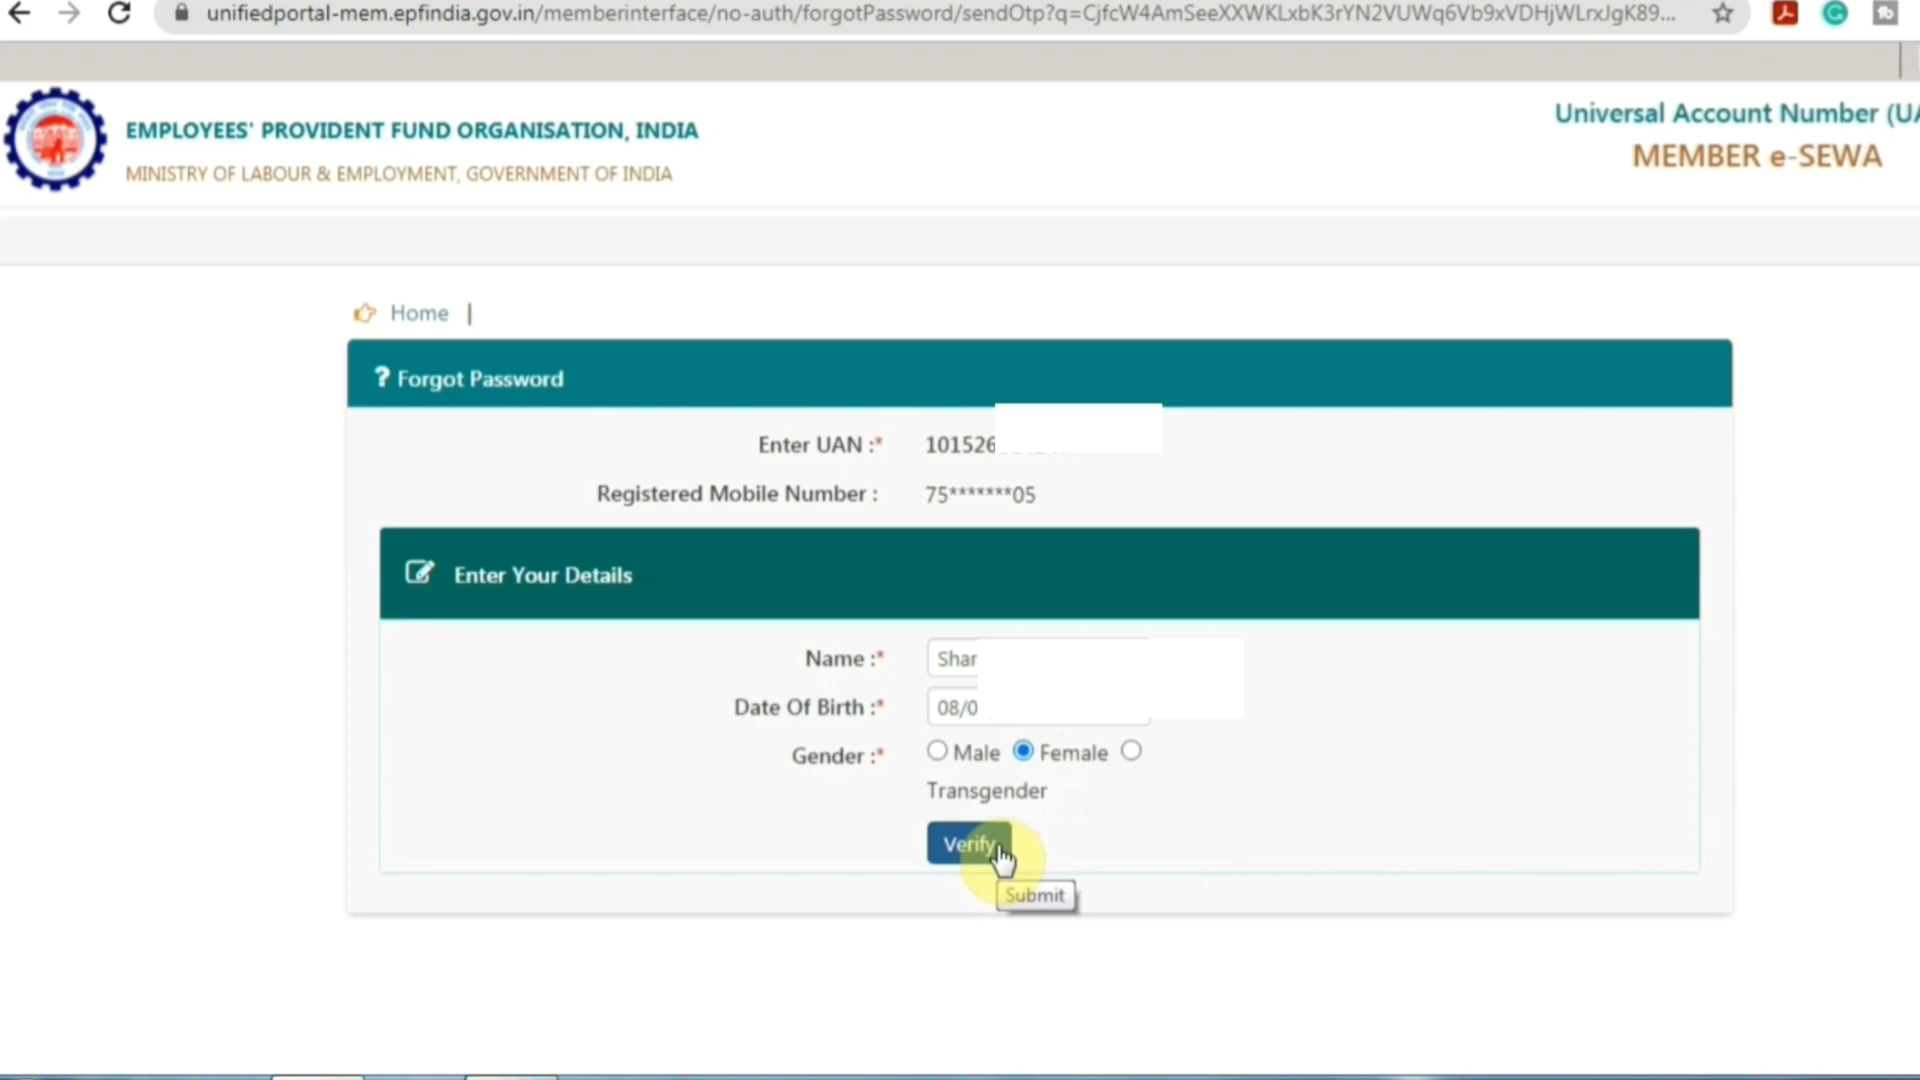 unifiedportal-mem.epfindia.gov.in/memberinterface/no-auth/forgotPassword/sendOtp?q=CjfcW4AmSeeXXWKLxbK3rYN2VUWq6Vb9xVDHjWLrxJgK89...
EMPLOYEES' PROVIDENT FUND ORGANISATION, INDIA
MINISTRY OF LABOUR & EMPLOYMENT, GOVERNMENT OF INDIA
Universal Account Number (UA
MEMBER e-SEWA
Home |
? Forgot Password
Enter UAN :* 101526
Registered Mobile Number : 75*******05
Enter Your Details
Name :* Shar
Date Of Birth :* 08/0
Gender :* Male Female
Transgender
Verify
Submit